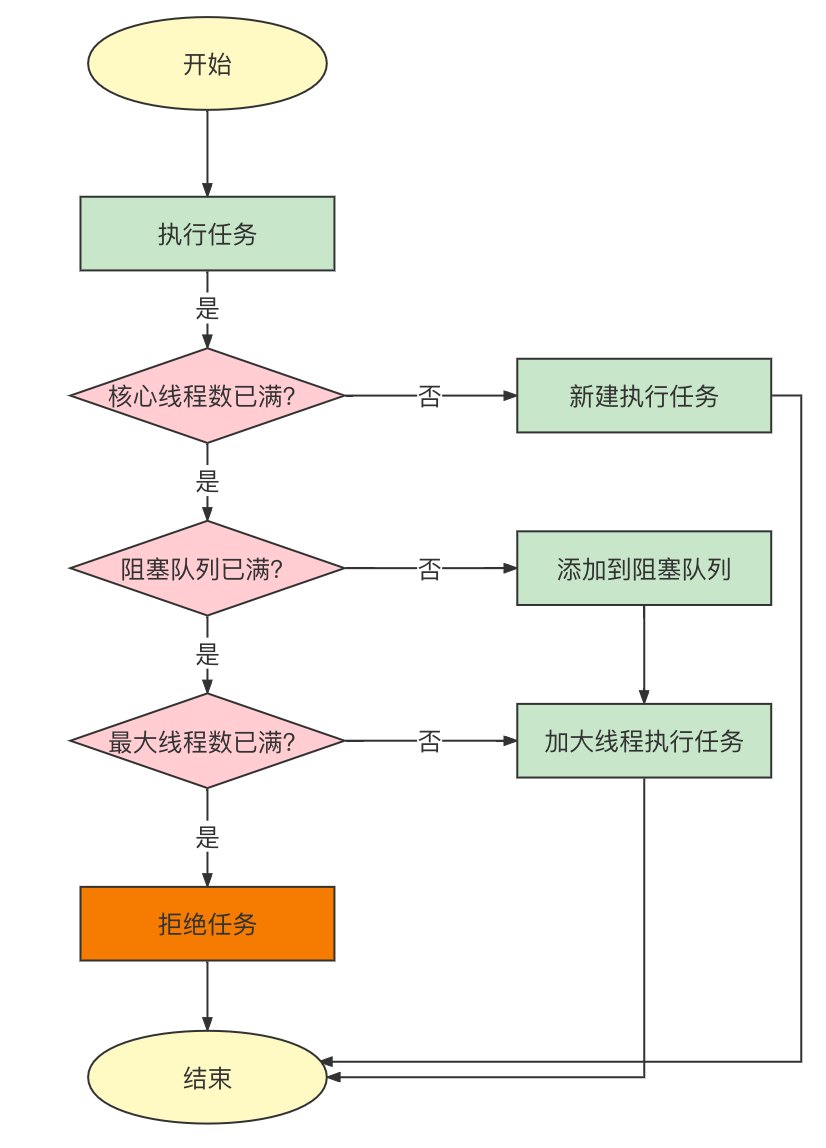 开始
执行任务
是
核心线程数已满?
否
新建执行任务
是
阻塞队列已满?
否
添加到阻塞队列
是
最大线程数已满?
否
加大线程执行任务
是
拒绝任务
结束